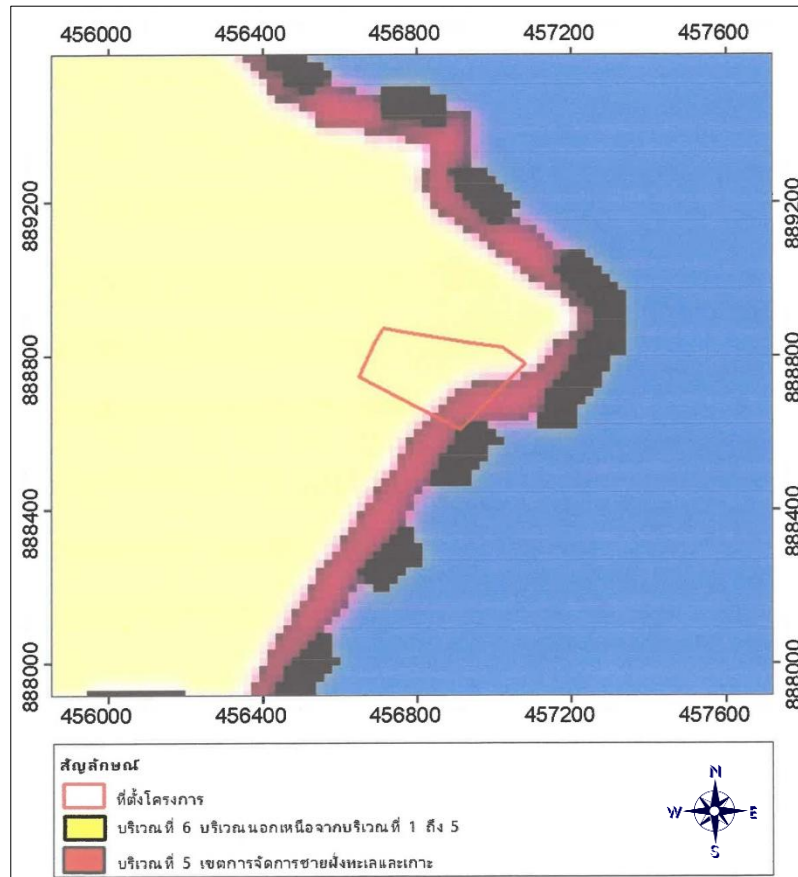 456000 456400 456800 457200 457600
889200 889200
888800 888800
888400 888400
888000 888000
456000 456400 456800 457200 457600
สัญลักษณ์
ที่ตั้งโครงการ
บริเวณที่ 6 บริเวณนอกเหนือจากบริเวณที่ 1 ถึง 5
บริเวณที่ 5 เขตการจัดการชายฝั่งทะเลและเกาะ
N
W E
S